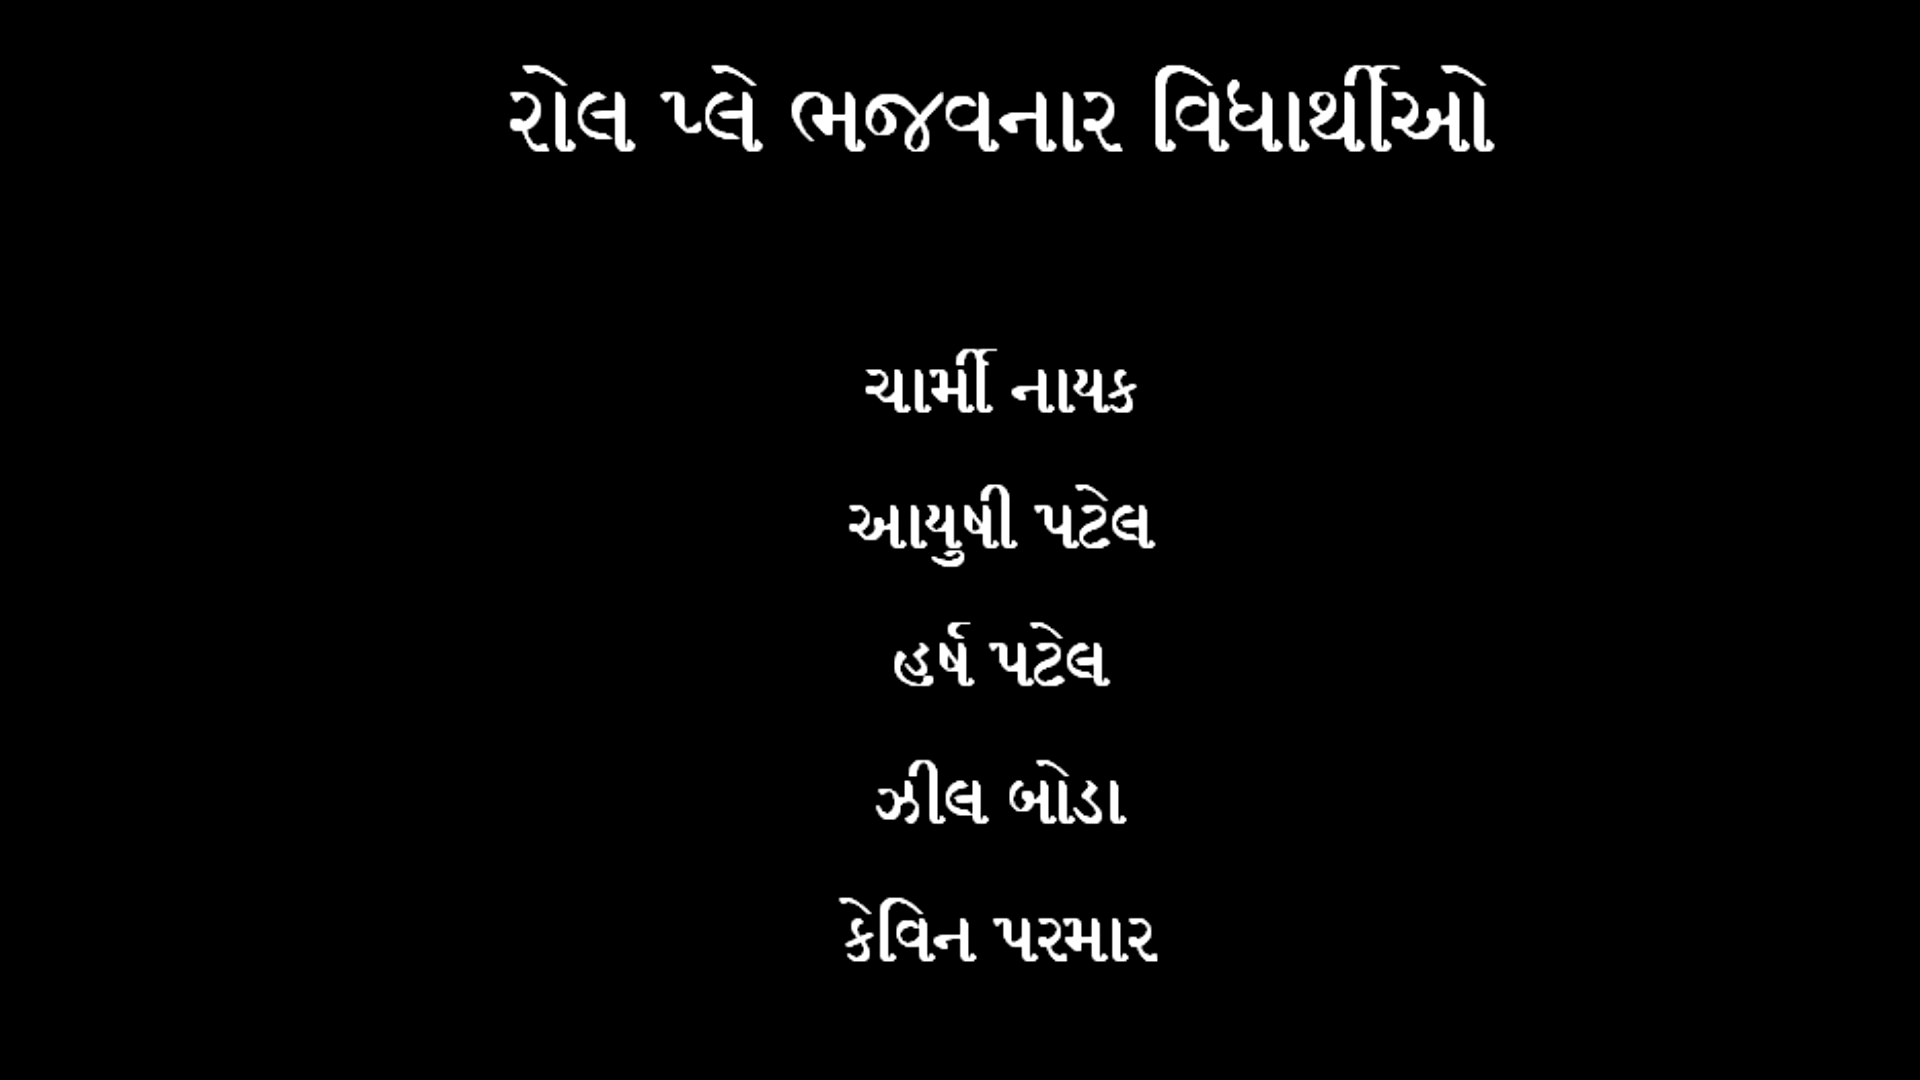 રોલ પ્લે ભજવનાર વિધાર્થીઓ
ચાર્મી નાયક
આયુષી પટેલ
હર્ષ પટેલ
ઝીલ બોડા
કેવિન પરમાર